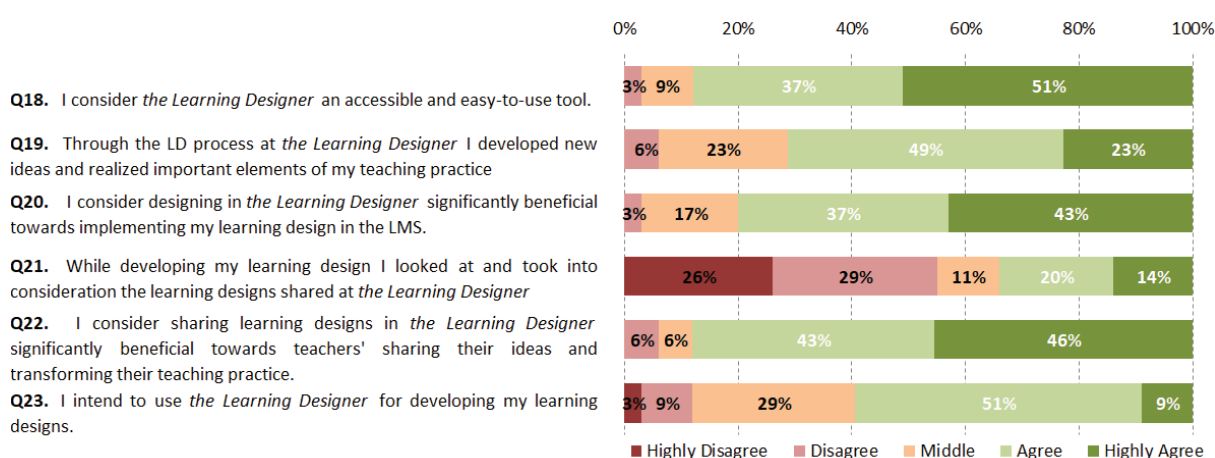 0% 20% 40% 60% 80% 100%
Q18. I consider the Learning Designer an accessible and easy-to-use tool.
3% 9% 37% 51%
Q19. Through the LD process at the Learning Designer I developed new
ideas and realized important elements of my teaching practice
6% 23% 49% 23%
Q20. I consider designing in the Learning Designer significantly beneficial
towards implementing my learning design in the LMS.
3% 17% 37% 43%
Q21. While developing my learning design I looked at and took into
consideration the learning designs shared at the Learning Designer
26% 29% 11% 20% 14%
Q22. I consider sharing learning designs in the Learning Designer
significantly beneficial towards teachers' sharing their ideas and
transforming their teaching practice.
6% 6% 43% 46%
Q23. I intend to use the Learning Designer for developing my learning
designs.
3% 9% 29% 51% 9%
Highly Disagree Disagree Middle Agree Highly Agree